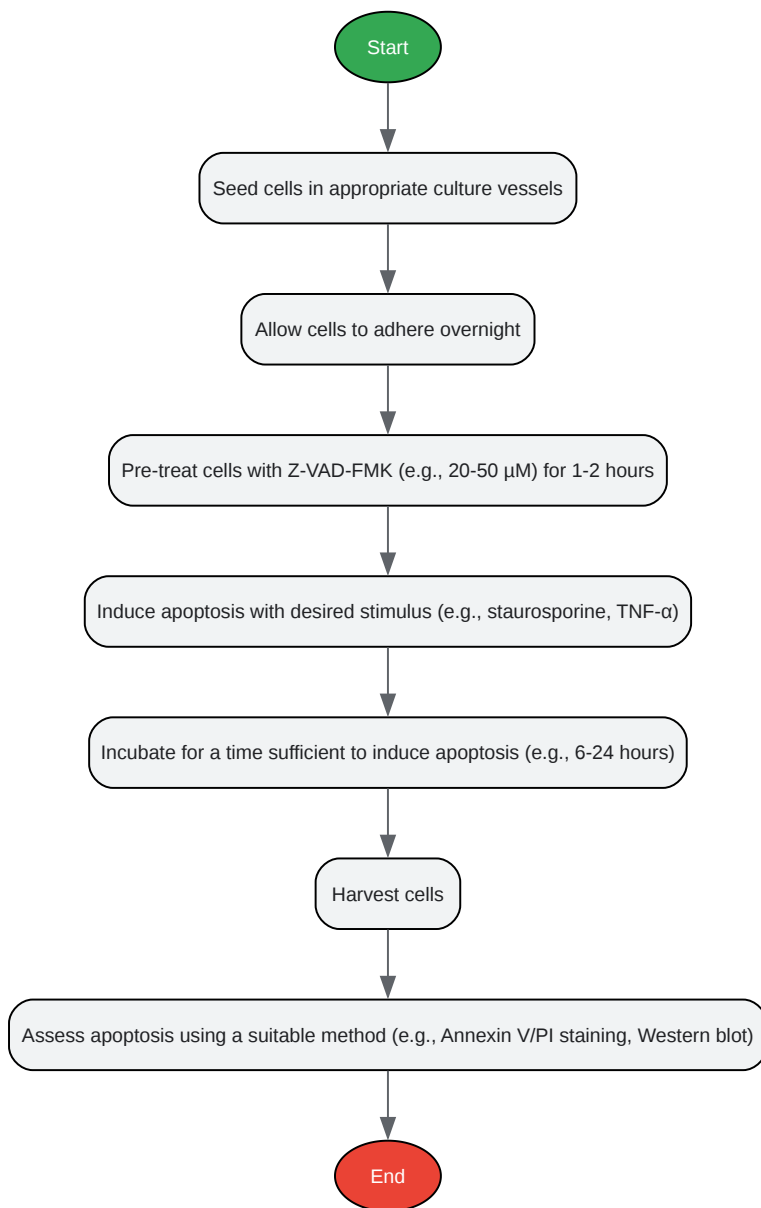 Start
Seed cells in appropriate culture vessels
Allow cells to adhere overnight
Pre-treat cells with Z-VAD-FMK (e.g., 20-50 µM) for 1-2 hours
Induce apoptosis with desired stimulus (e.g., staurosporine, TNF-α)
Incubate for a time sufficient to induce apoptosis (e.g., 6-24 hours)
Harvest cells
Assess apoptosis using a suitable method (e.g., Annexin V/PI staining, Western blot)
End